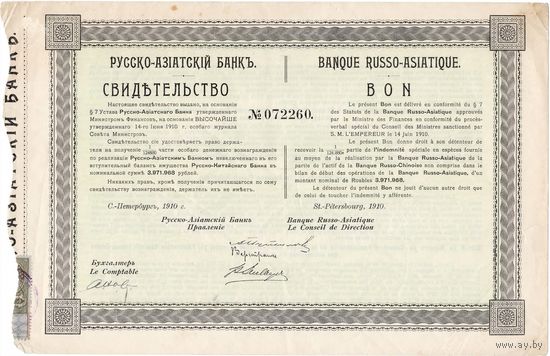 О-АЗІАТСКІЙ БАНКЪ.
РУССКО-АЗІАТСКІЙ БАНКЪ.
СВИДѢТЕЛЬСТВО
Настоящее свидѣтельство выдано, на основаніи
§ 7 Устава Русско-Азіатскаго Банка утвержденнаго
Министромъ Финансовъ, на основаніи ВЫСОЧАЙШЕ
утвержденнаго 14-го Іюня 1910 г. особаго журнала
Совѣта Министровъ.
Свидѣтельство сіе удостовѣряетъ право держа-
теля на полученіе части особаго денежнаго вознагражденія
по реализаціи Русско-Азіатскимъ Банкомъ невключеннаго въ его
вступительный балансъ имущества Русско-Китайскаго Банка въ
номинальной суммѣ 3.971.968 рублей.
Никакихъ правъ, кромѣ полученія причитающагося по сему
свидѣтельству вознагражденія, держатель ихъ не имѣетъ.
С.-Петербургъ, 1910 г.
Русско-Азіатскій Банкъ
Правленіе
№ 072260.
BANQUE RUSSO-ASIATIQUE.
BON
Le présent Bon est délivré en conformité du § 7
des Statuts de la Banque Russo-Asiatique approuvés
par le Ministre des Finances en conformité du procès-
verbal spécial du Conseil des Ministres sanctionné par
S. M. L'EMPEREUR le 14 juin 1910.
Le présent Bon donne droit à son détenteur de
recevoir la partie de l'indemnité spéciale en espèces fournie
au moyen de la réalisation par la Banque Russo-Asiatique de la
partie de l'actif de la Banque Russo-Chinoise non comprise dans le
bilan de début des opérations de la Banque Russo-Asiatique, d'un
montant nominal de Roubles 3.971.968.
Le détenteur du présent Bon ne jouit d'aucun autre droit
que de celui de toucher l'indemnité ci-dessus indiquée.
St.-Pétersbourg, 1910.
Banque Russo-Asiatique
Le Conseil de Direction
Бухгалтеръ
Le Comptable
www.ay.by